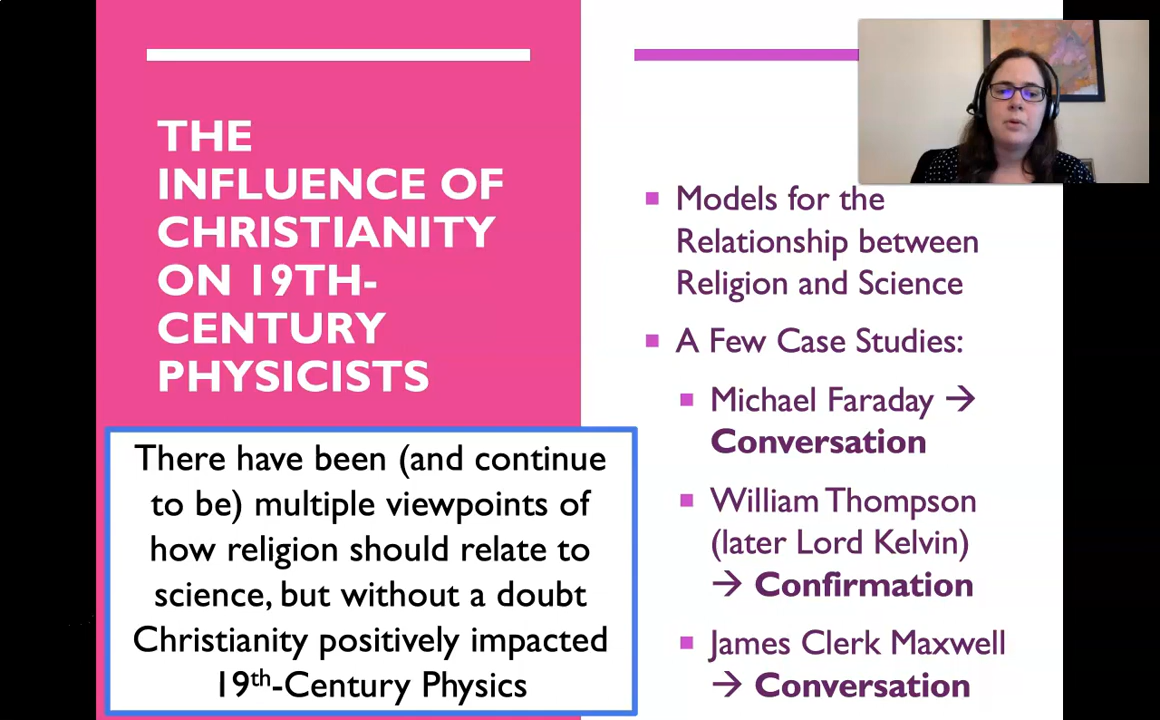 THE
INFLUENCE OF
CHRISTIANITY
ON 19TH-
CENTURY
PHYSICISTS
There have been (and continue
to be) multiple viewpoints of
how religion should relate to
science, but without a doubt
Christianity positively impacted
19th-Century Physics
Models for the
Relationship between
Religion and Science
A Few Case Studies:
Michael Faraday →
Conversation
William Thompson
(later Lord Kelvin)
→ Confirmation
James Clerk Maxwell
→ Conversation